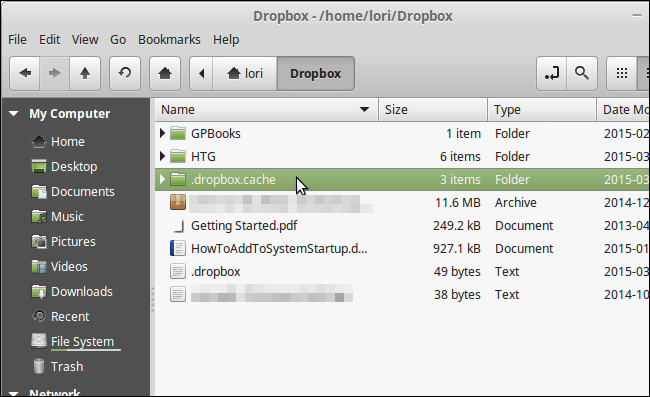 Dropbox - /home/lori/Dropbox
File Edit View Go Bookmarks Help
lori Dropbox
My Computer
Home
Desktop
Documents
Music
Pictures
Videos
Downloads
Recent
File System
Trash
Network
Name Size Type Date Mo
GPBooks 1 item Folder 2015-02
HTG 6 items Folder 2015-03
.dropbox.cache 3 items Folder 2015-03
11.6 MB Archive 2014-12
Getting Started.pdf 249.2 kB Document 2013-04
HowToAddToSystemStartup.d... 927.1 kB Document 2015-01
.dropbox 49 bytes Text 2015-03
38 bytes Text 2014-10